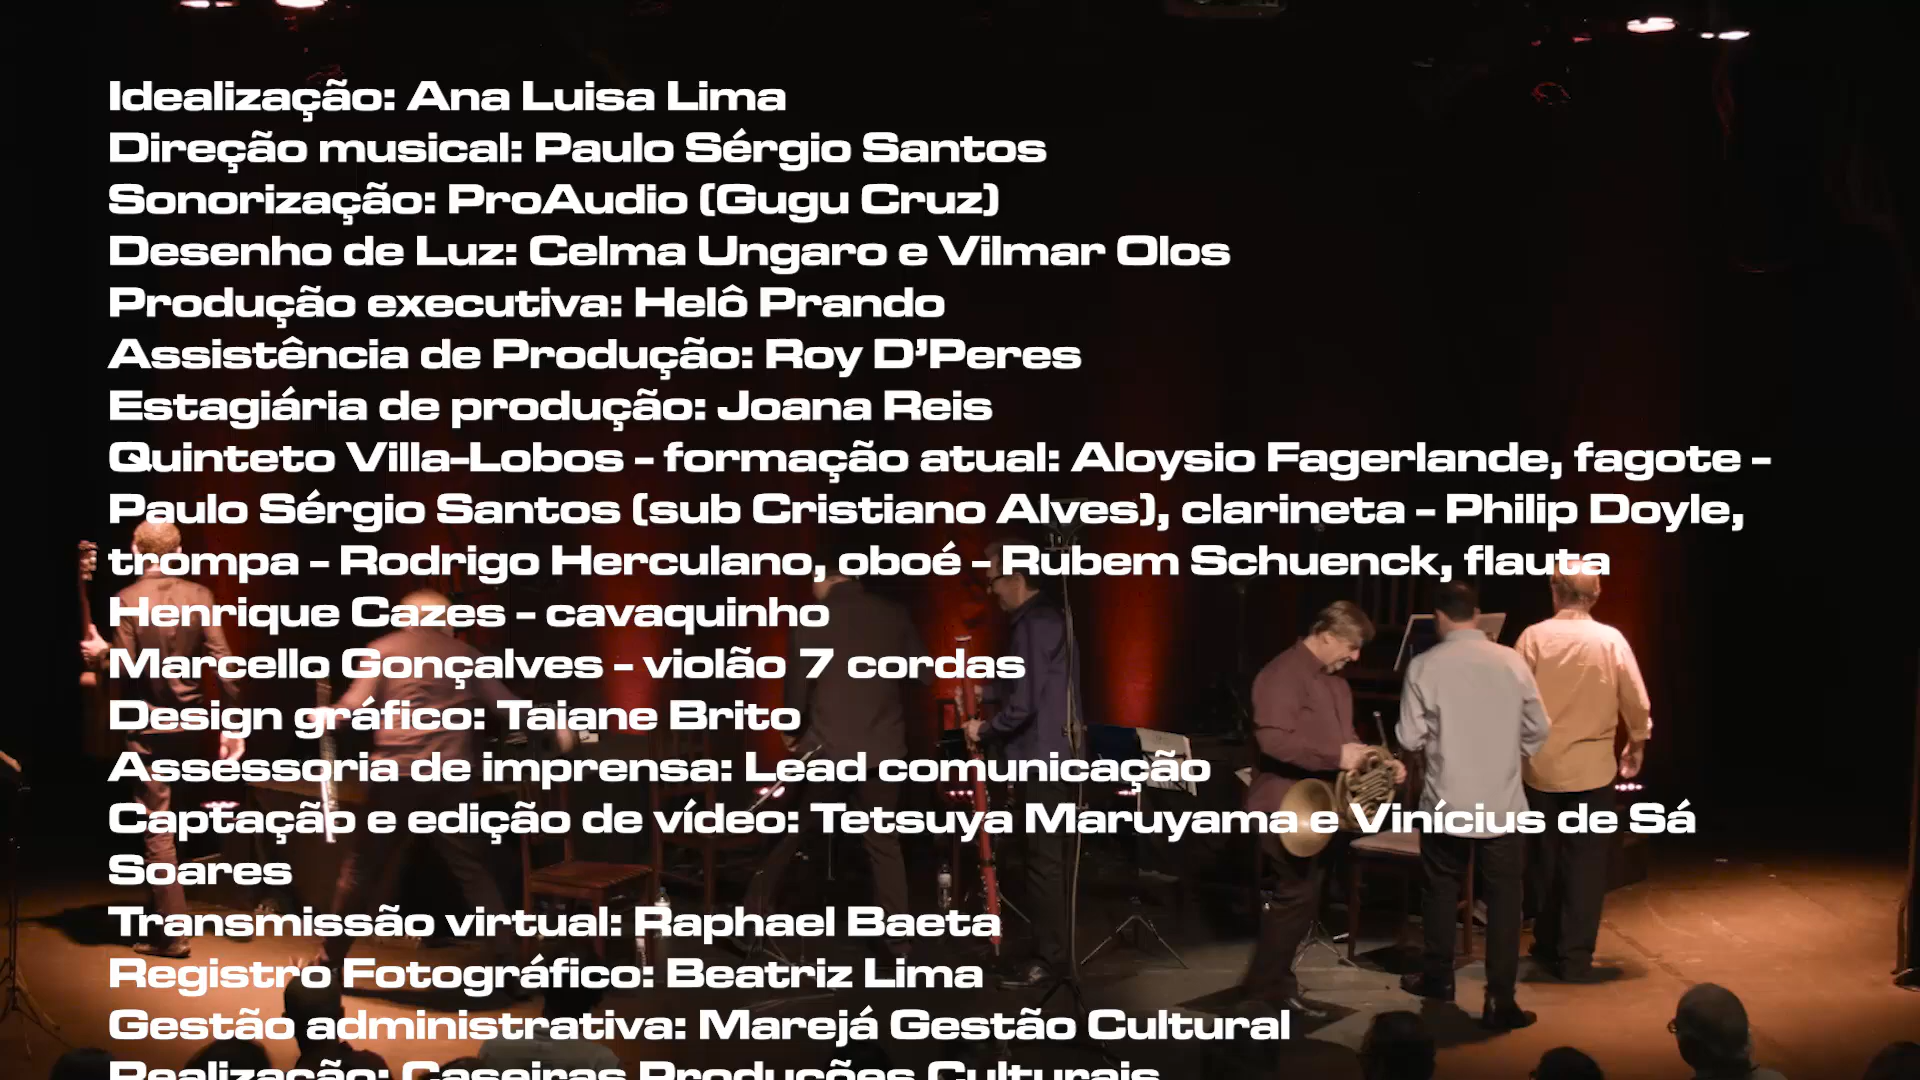 Idealização: Ana Luisa Lima
Direção musical: Paulo Sérgio Santos
Sonorização: ProAudio (Gugu Cruz)
Desenho de Luz: Celma Ungaro e Vilmar Olos
Produção executiva: Helô Prando
Assistência de Produção: Roy D’Peres
Estagiária de produção: Joana Reis
Quinteto Villa-Lobos - formação atual: Aloysio Fagerlande, fagote -
Paulo Sérgio Santos (sub Cristiano Alves), clarineta - Philip Doyle,
trompa - Rodrigo Herculano, oboé - Rubem Schuenck, flauta
Henrique Cazes - cavaquinho
Marcello Gonçalves - violão 7 cordas
Design gráfico: Taiane Brito
Assessoria de imprensa: Lead comunicação
Captação e edição de vídeo: Tetsuya Maruyama e Vinícius de Sá
Soares
Transmissão virtual: Raphael Baeta
Registro Fotográfico: Beatriz Lima
Gestão administrativa: Marejá Gestão Cultural
Realização: Caseiras Produções Culturais